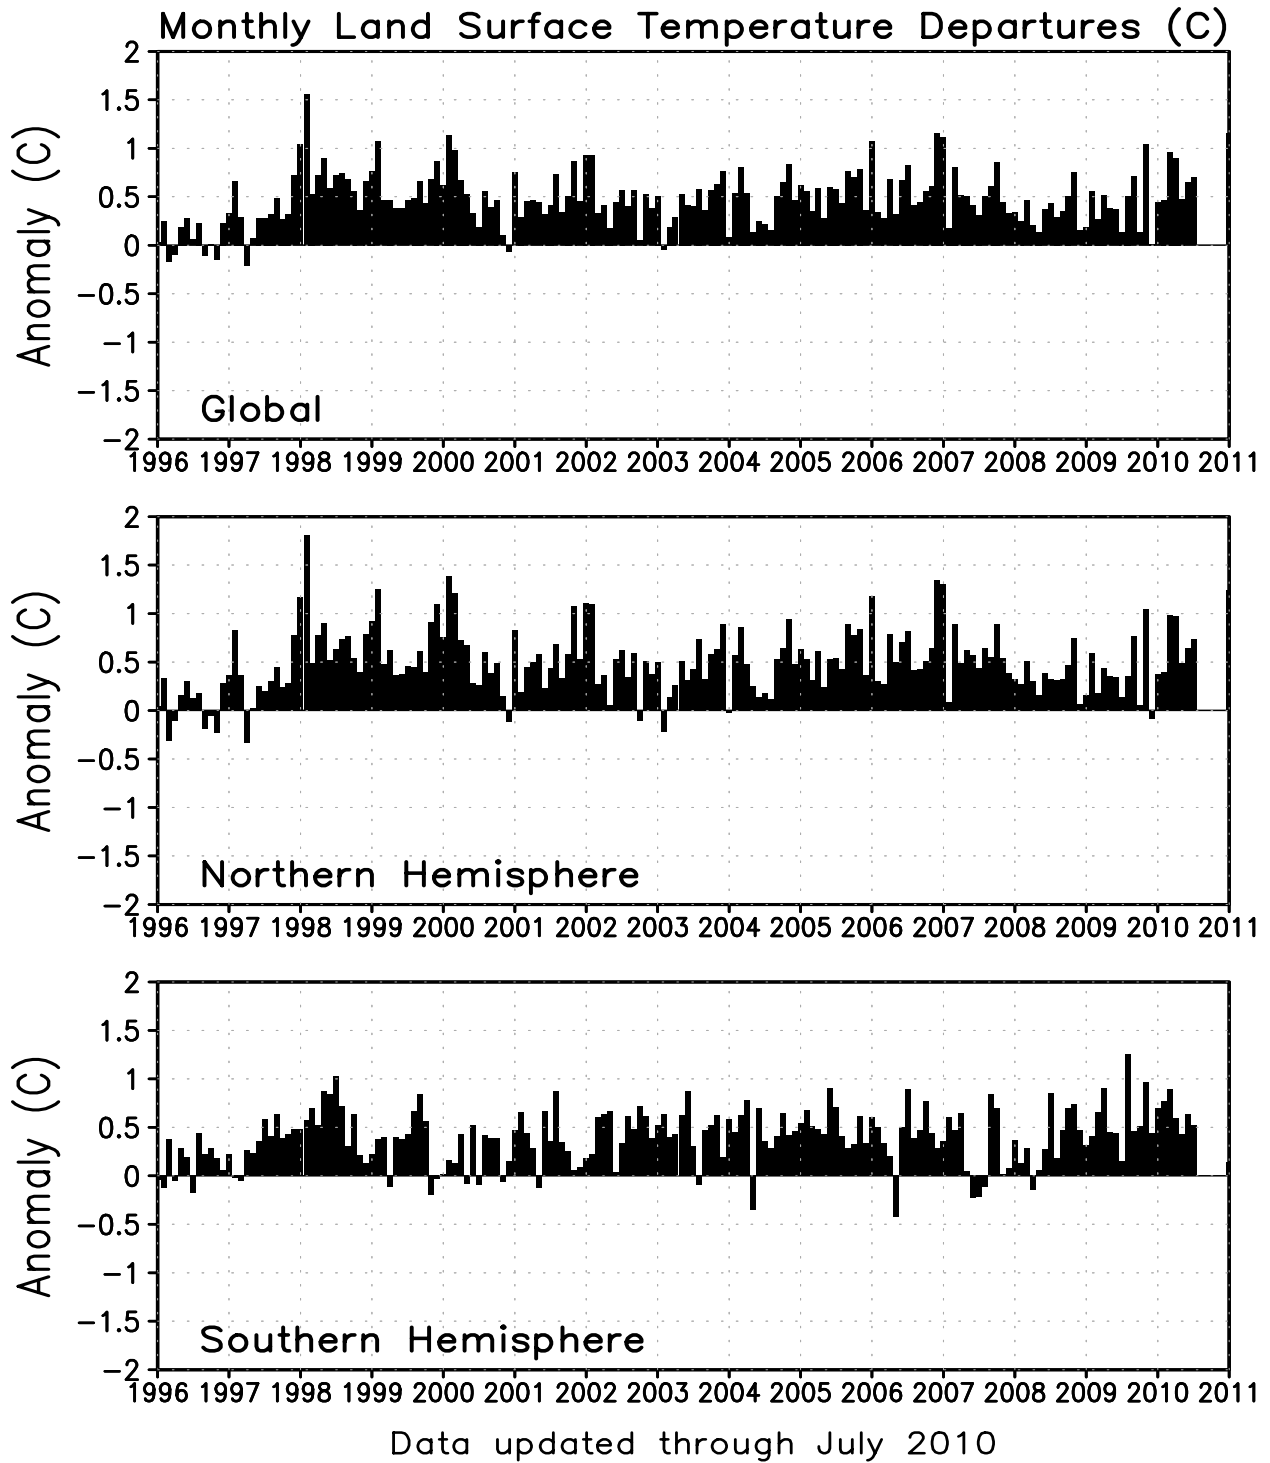 Monthly Land Surface Temperature Departures (C)
2
1.5
1
0.5
0
−0.5
−1
−1.5
−2
Anomaly (C)
Global
1996 1997 1998 1999 2000 2001 2002 2003 2004 2005 2006 2007 2008 2009 2010 2011
2
1.5
1
0.5
0
−0.5
−1
−1.5
−2
Anomaly (C)
Northern Hemisphere
1996 1997 1998 1999 2000 2001 2002 2003 2004 2005 2006 2007 2008 2009 2010 2011
2
1.5
1
0.5
0
−0.5
−1
−1.5
−2
Anomaly (C)
Southern Hemisphere
1996 1997 1998 1999 2000 2001 2002 2003 2004 2005 2006 2007 2008 2009 2010 2011
Data updated through July 2010